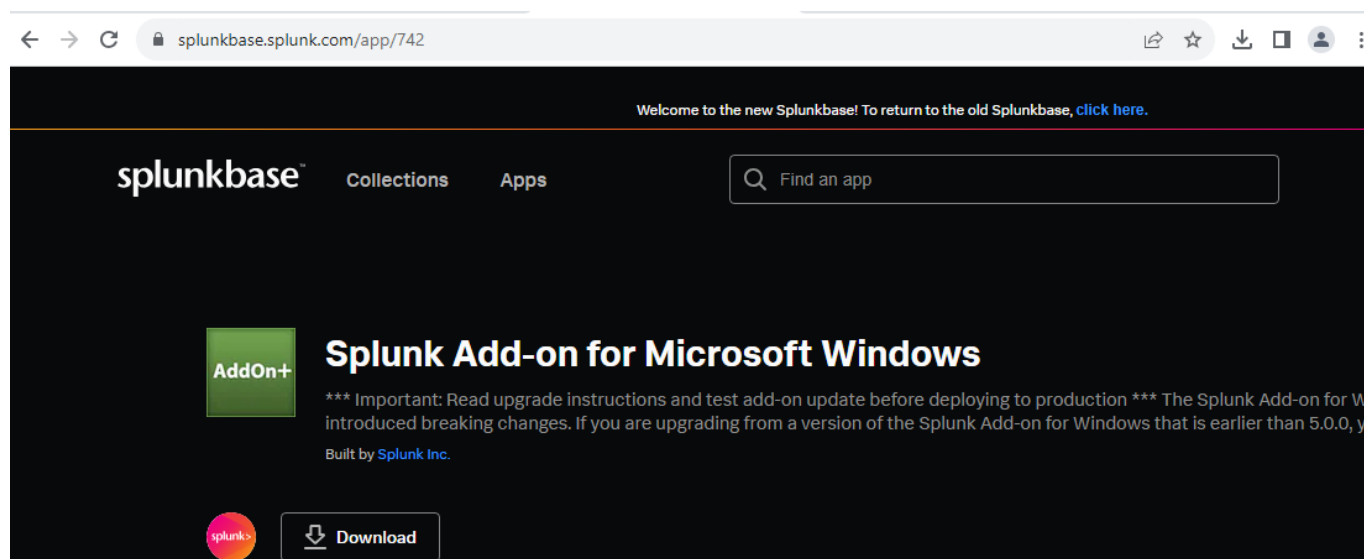 splunkbase.splunk.com/app/742
Welcome to the new Splunkbase! To return to the old Splunkbase, click here.
splunkbase™
Collections
Apps
Find an app
AddOn+
Splunk Add-on for Microsoft Windows
*** Important: Read upgrade instructions and test add-on update before deploying to production *** The Splunk Add-on for W
introduced breaking changes. If you are upgrading from a version of the Splunk Add-on for Windows that is earlier than 5.0.0, y
Built by Splunk Inc.
splunk>
Download